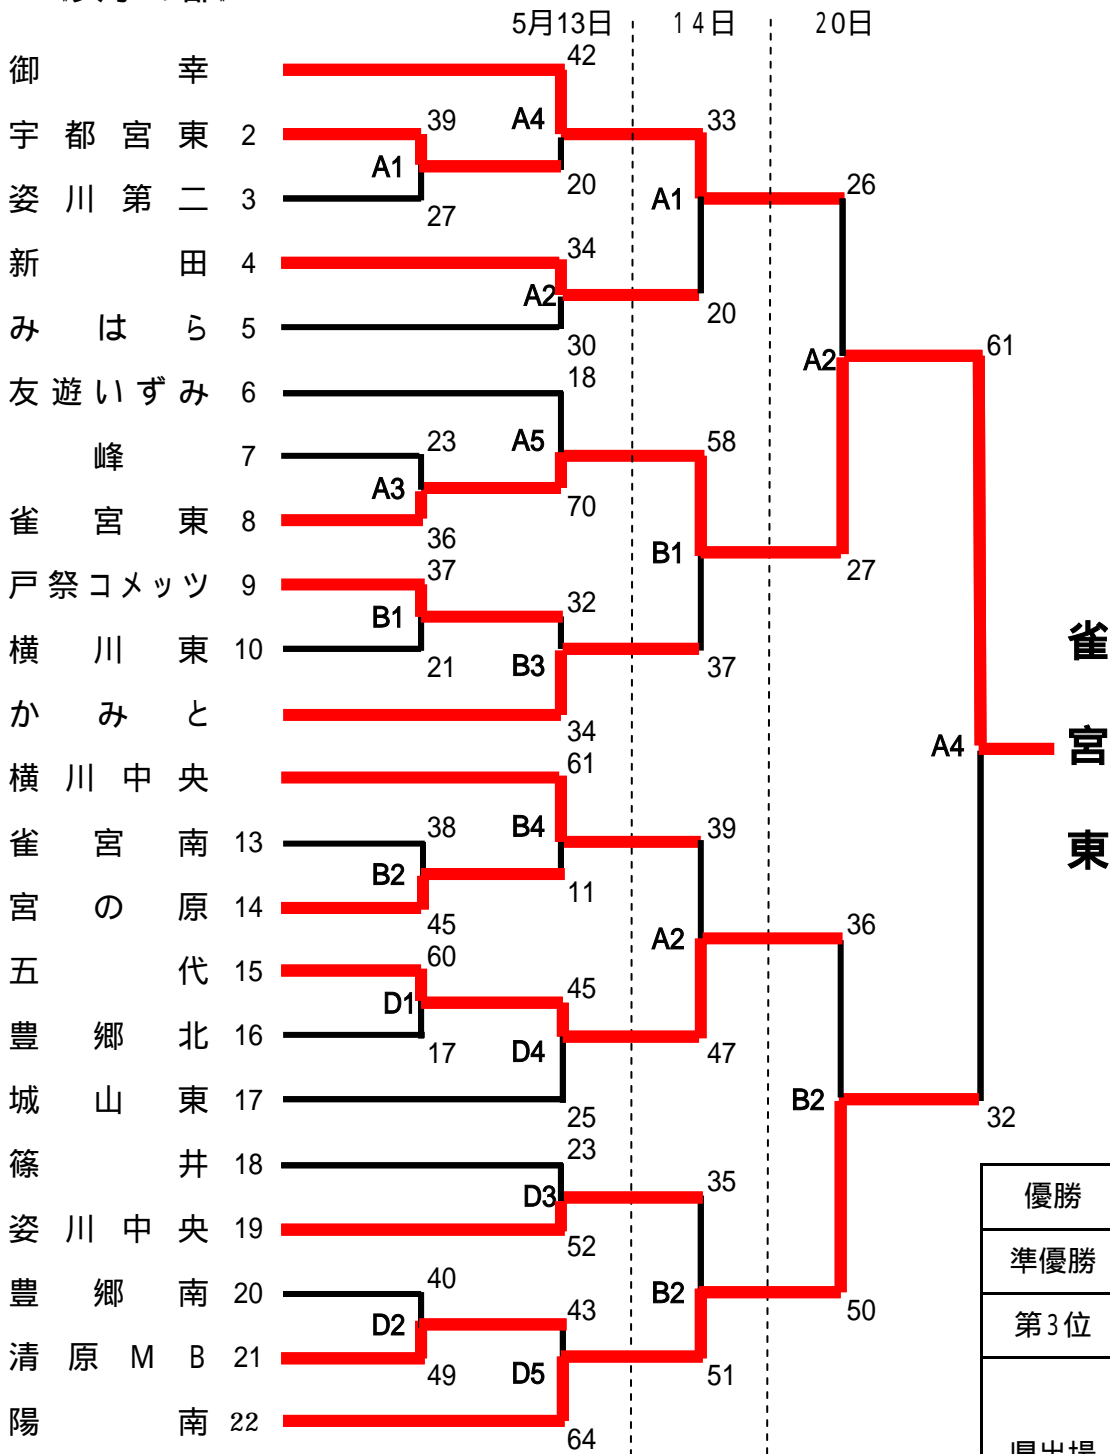 5月13日 14日 20日
御幸 42
宇都宮東 2 39 A4 33
A1
姿川第二 3 27 20 A1 26
新田 4 34
A2 20
みはら 5 30 61
友遊いずみ 6 18 A2
峰 7 23 A5 58
A3
雀宮東 8 36 70 B1
戸祭コメッツ 9 37 32 27
B1
横川東 10 21 B3 37
かみと 34
雀宮東
横川中央 61 A4
雀宮南 13 38 B4 39
B2
宮の原 14 45 11 36
五代 15 60 45 A2
D1
豊郷北 16 17 D4 47
城山東 17 25 B2 32
篠井 18 23 35
D3
姿川中央 19 52
豊郷南 20 40 43 B2 50
D2
清原MB 21 49 D5 51
陽南 22 64
優勝
準優勝
第3位